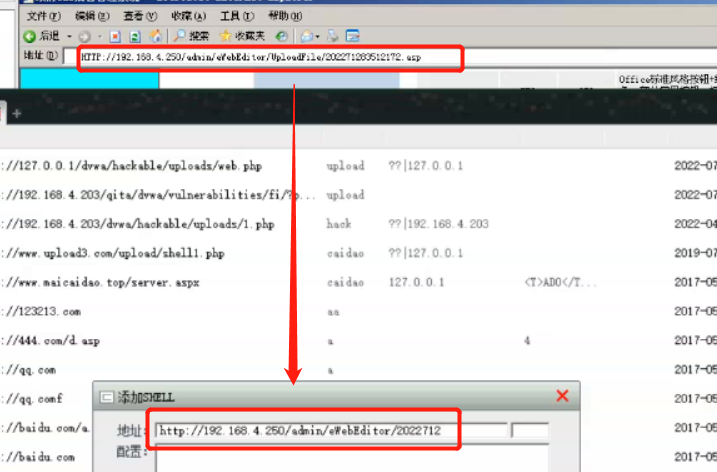 文件(F) 编辑(E) 查看(V) 收藏(A) 工具(T) 帮助(H)
后退 搜索 收藏夹
地址(D) HTTP://192.168.4.250/admin/eWebEditor/UploadFile/202271283512172.asp
Office标准风格按钮+
+
://127.0.0.1/dvwa/hackable/uploads/web.php upload ??|127.0.0.1 2022-07
://192.168.4.203/qita/dvwa/vulnerabilities/fi/?p... upload 2022-07
://192.168.4.203/dvwa/hackable/uploads/1.php hack ??|192.168.4.203 2022-04
://www.upload3.com/upload/shell1.php caidao ??|127.0.0.1 2019-07
://www.maicaidao.top/server.aspx caidao 127.0.0.1 <T>ADO</T... 2017-05
://123213.com aa 2017-05
://444.com/d.asp a 4 2017-05
://qq.com a 2017-05
://qq.comf 2017-05
添加SHELL
://baidu.com/a. 2017-05
地址: http://192.168.4.250/admin/eWebEditor/2022712
配置:
://baidu.com 2017-05